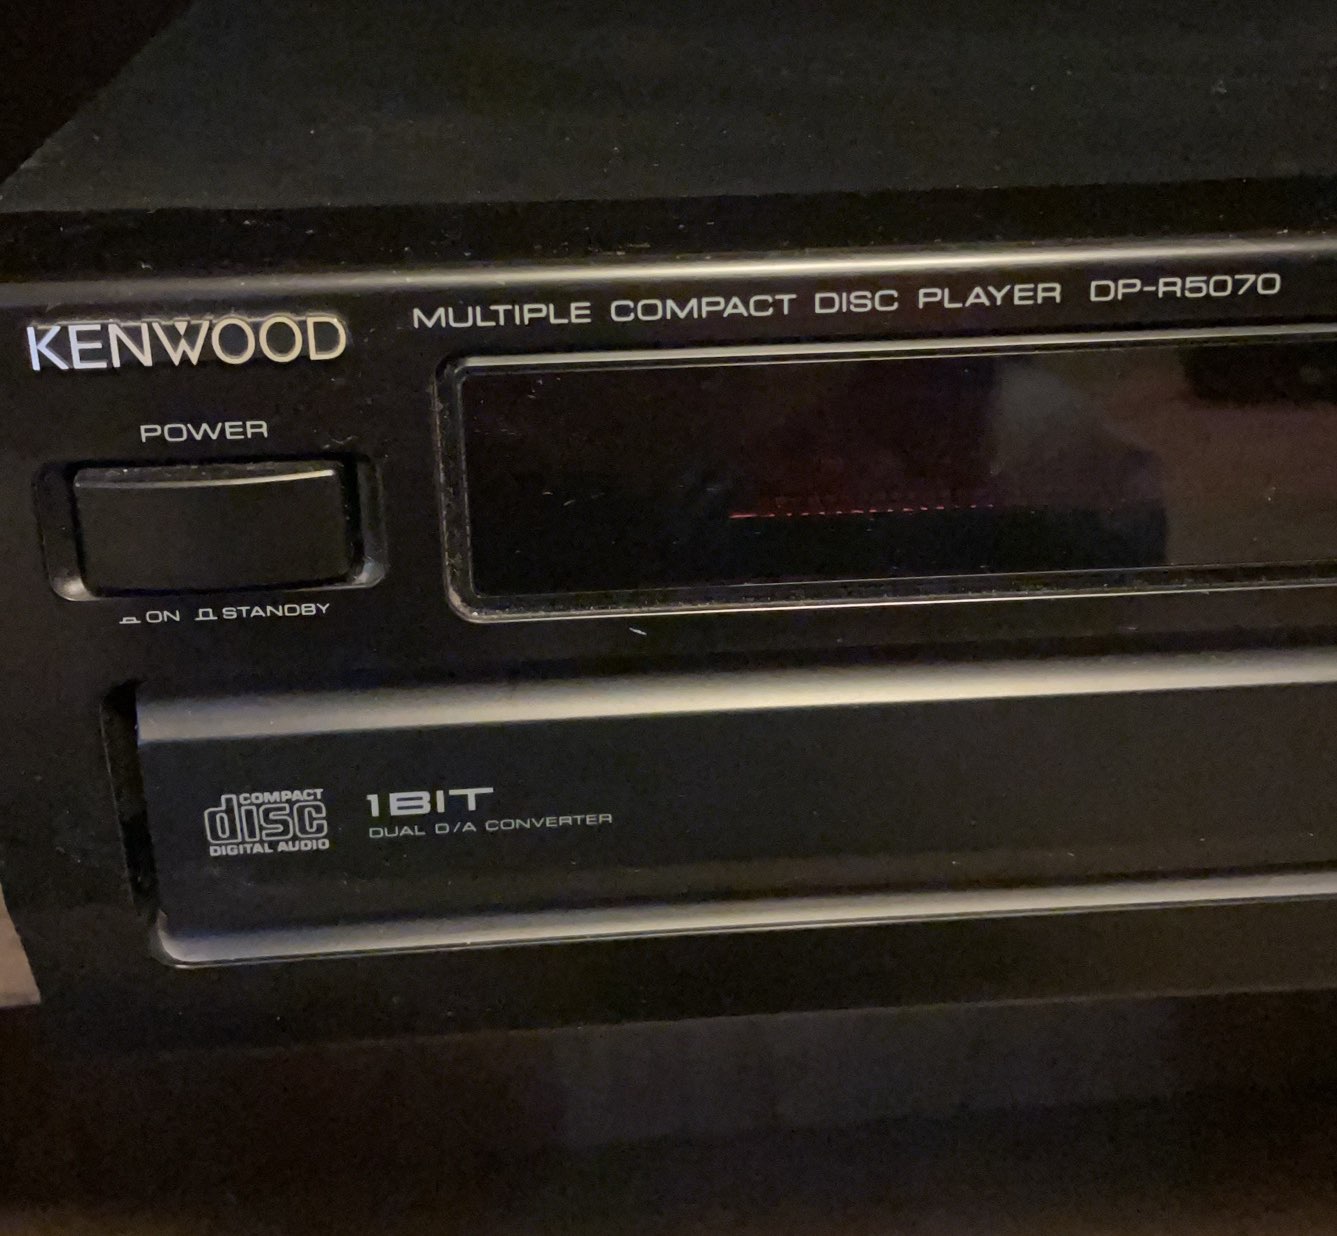 KENWOOD
MULTIPLE COMPACT DISC PLAYER DP-R5070
POWER
ON STANDBY
COMPACT
disc
DIGITAL AUDIO
1BIT
DUAL D/A CONVERTER